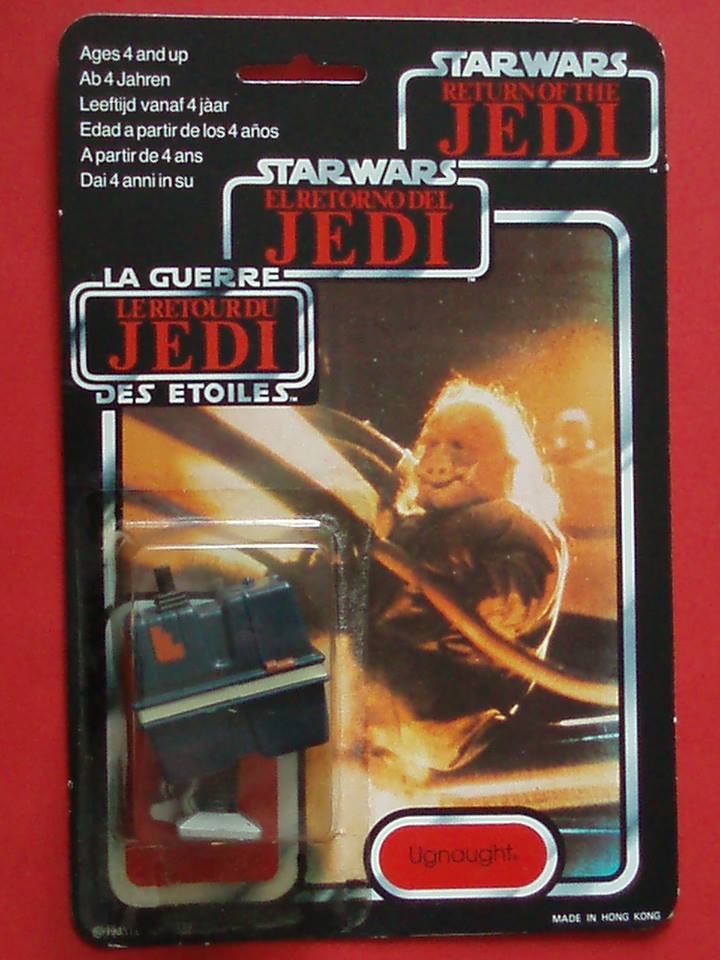 Ages 4 and up
Ab 4 Jahren
Leeftijd vanaf 4 jàar
Edad a partir de los 4 años
A partir de 4 ans
Dai 4 anni in su
STAR WARS
RETURN OF THE
JEDI
STAR WARS
EL RETORNO DEL
JEDI
LA GUERRE
LE RETOUR DU
JEDI
DES ETOILES
Ugnaught
MADE IN HONG KONG